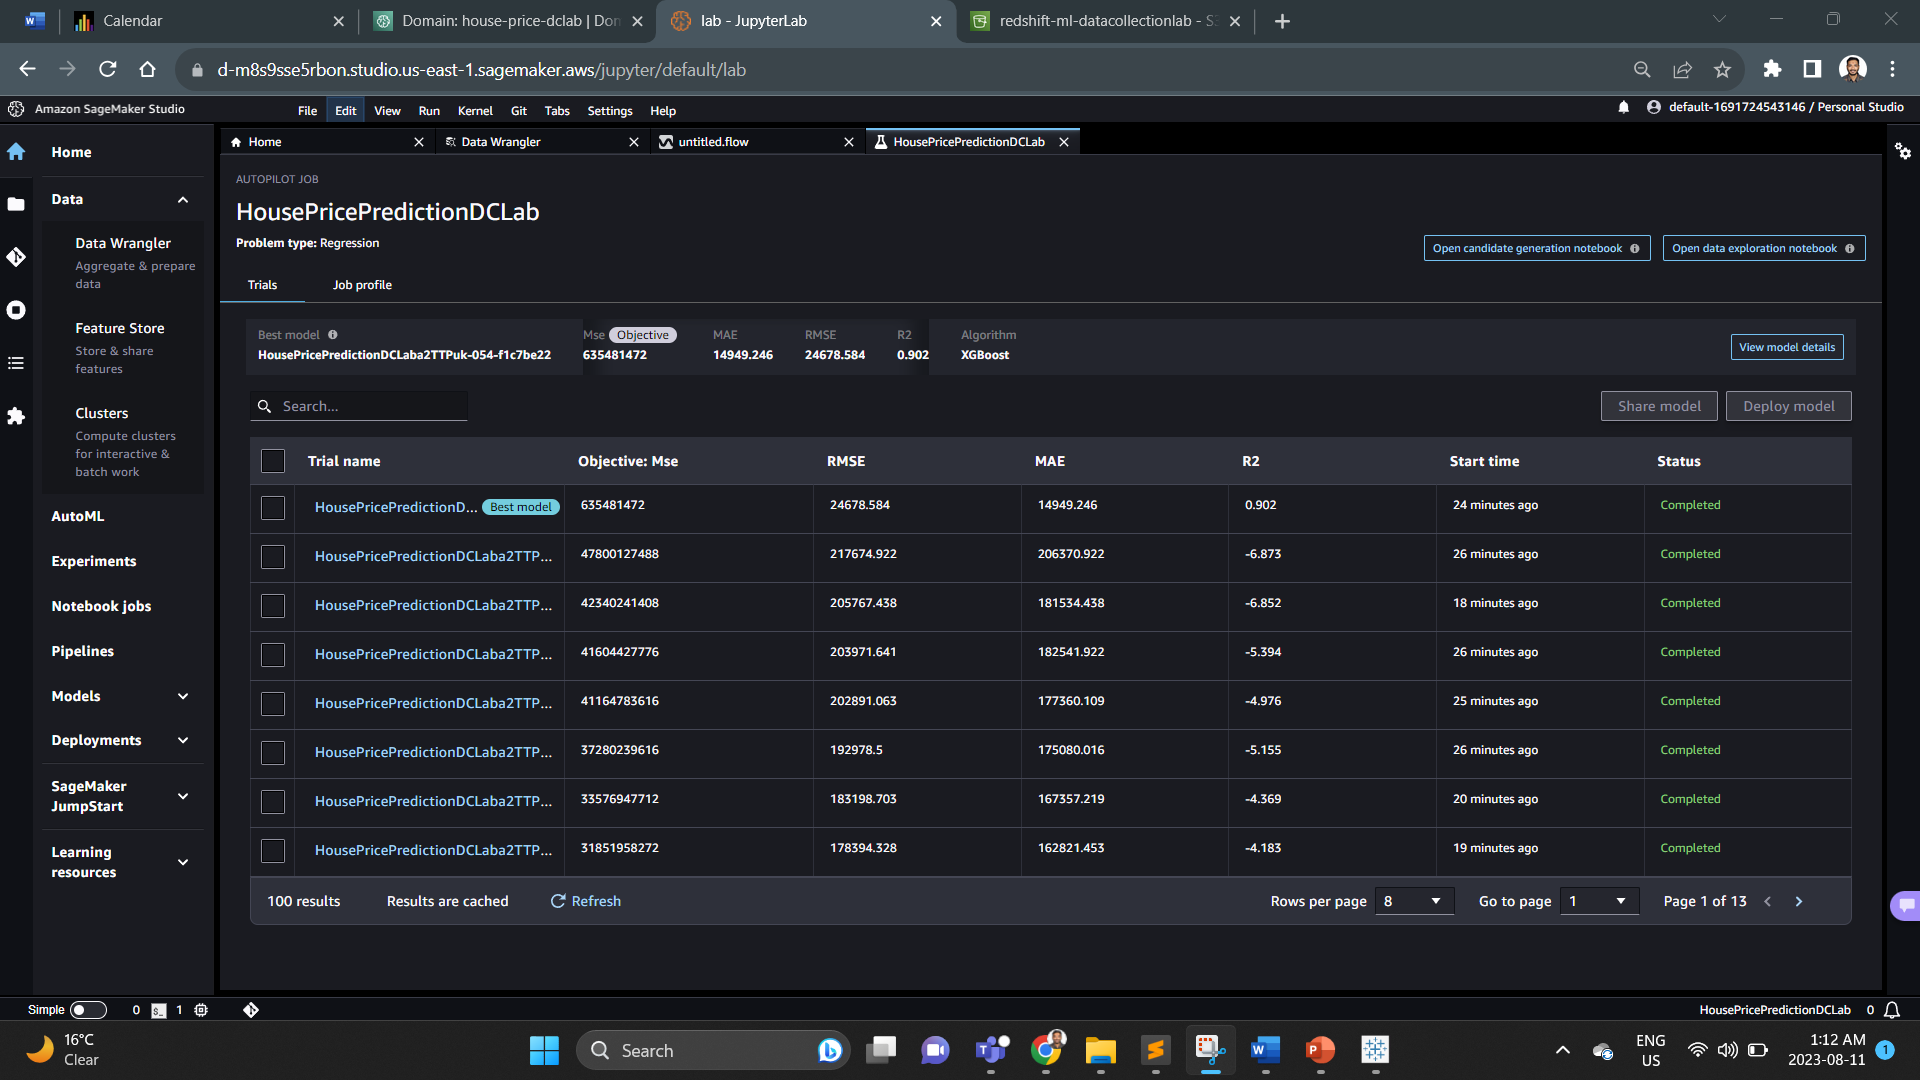 Calendar
Domain: house-price-dclab | Don
lab - JupyterLab
redshift-ml-datacollectionlab - S3
d-m8s9sse5rbon.studio.us-east-1.sagemaker.aws/jupyter/default/lab
Amazon SageMaker Studio
File Edit View Run Kernel Git Tabs Settings Help
default-1691724543146 / Personal Studio
Home
Data Wrangler
untitled.flow
HousePricePredictionDCLab
Home
Data
Data Wrangler
Aggregate & prepare
data
Feature Store
Store & share
features
Clusters
Compute clusters
for interactive &
batch work
AutoML
Experiments
Notebook jobs
Pipelines
Models
Deployments
SageMaker
JumpStart
Learning
resources
AUTOPILOT JOB
HousePricePredictionDCLab
Problem type: Regression
Open candidate generation notebook
Open data exploration notebook
Trials
Job profile
Best model Mse Objective MAE RMSE R2 Algorithm
HousePricePredictionDCLaba2TTPuk-054-f1c7be22 635481472 14949.246 24678.584 0.902 XGBoost
View model details
Search...
Share model
Deploy model
Trial name Objective: Mse RMSE MAE R2 Start time Status
HousePricePredictionD... Best model 635481472 24678.584 14949.246 0.902 24 minutes ago Completed
HousePricePredictionDCLaba2TTP... 47800127488 217674.922 206370.922 -6.873 26 minutes ago Completed
HousePricePredictionDCLaba2TTP... 42340241408 205767.438 181534.438 -6.852 18 minutes ago Completed
HousePricePredictionDCLaba2TTP... 41604427776 203971.641 182541.922 -5.394 26 minutes ago Completed
HousePricePredictionDCLaba2TTP... 41164783616 202891.063 177360.109 -4.976 25 minutes ago Completed
HousePricePredictionDCLaba2TTP... 37280239616 192978.5 175080.016 -5.155 26 minutes ago Completed
HousePricePredictionDCLaba2TTP... 33576947712 183198.703 167357.219 -4.369 20 minutes ago Completed
HousePricePredictionDCLaba2TTP... 31851958272 178394.328 162821.453 -4.183 19 minutes ago Completed
100 results Results are cached Refresh Rows per page 8 Go to page 1 Page 1 of 13
Simple 0 1
HousePricePredictionDCLab 0
16°C
Clear
Search
ENG
US
1:12 AM
2023-08-11
1